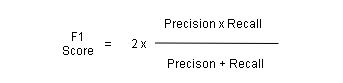 F1
Score = 2 x
Precision x Recall
Precison + Recall